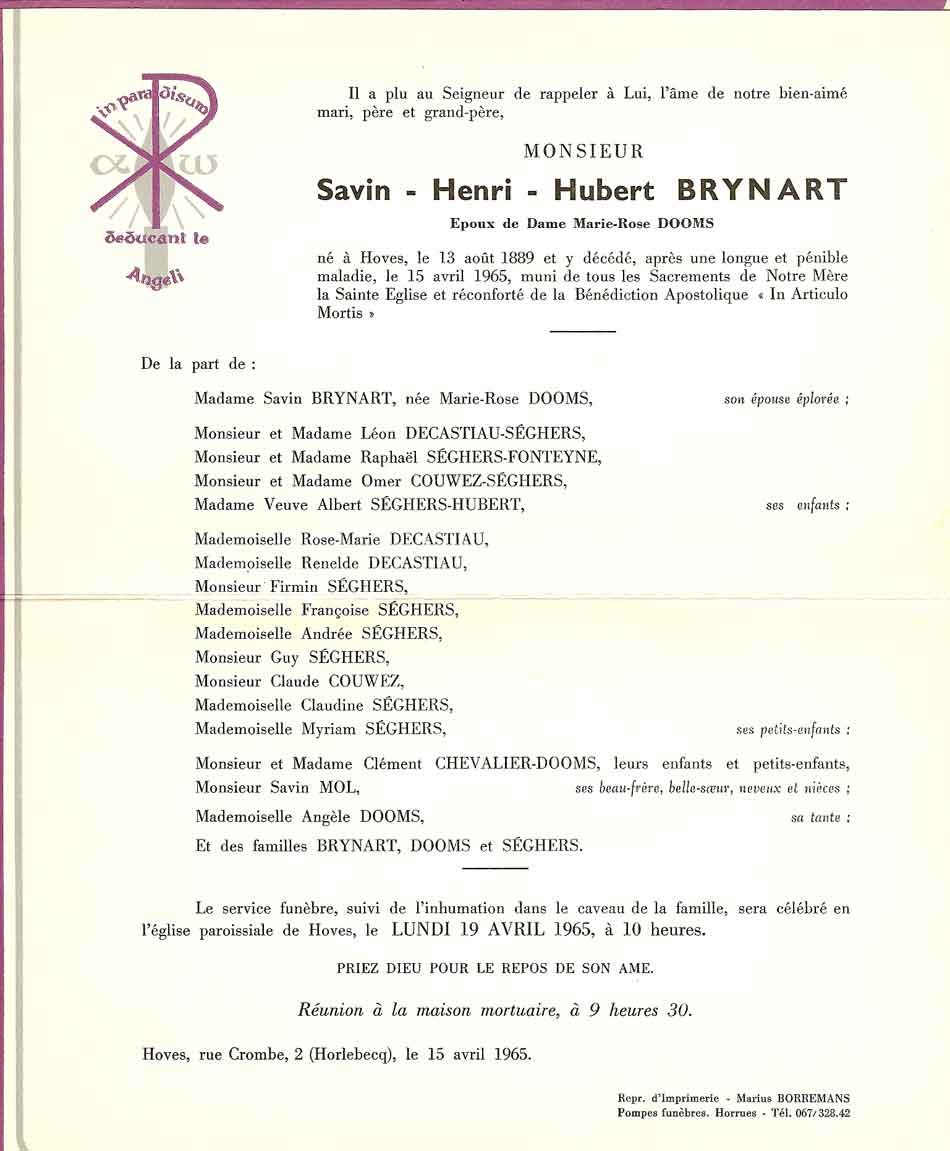 in paradisum
α ω
deducant te
Angeli
Il a plu au Seigneur de rappeler à Lui, l'âme de notre bien-aimé
mari, père et grand-père,
MONSIEUR
Savin - Henri - Hubert BRYNART
Epoux de Dame Marie-Rose DOOMS
né à Hoves, le 13 août 1889 et y décédé, après une longue et pénible
maladie, le 15 avril 1965, muni de tous les Sacrements de Notre Mère
la Sainte Eglise et réconforté de la Bénédiction Apostolique « In Articulo
Mortis »
De la part de :
Madame Savin BRYNART, née Marie-Rose DOOMS, son épouse éplorée ;
Monsieur et Madame Léon DECASTIAU-SÉGHERS,
Monsieur et Madame Raphaël SÉGHERS-FONTEYNE,
Monsieur et Madame Omer COUWEZ-SÉGHERS,
Madame Veuve Albert SÉGHERS-HUBERT, ses enfants ;
Mademoiselle Rose-Marie DECASTIAU,
Mademoiselle Renelde DECASTIAU,
Monsieur Firmin SÉGHERS,
Mademoiselle Françoise SÉGHERS,
Mademoiselle Andrée SÉGHERS,
Monsieur Guy SÉGHERS,
Monsieur Claude COUWEZ,
Mademoiselle Claudine SÉGHERS,
Mademoiselle Myriam SÉGHERS, ses petits-enfants ;
Monsieur et Madame Clément CHEVALIER-DOOMS, leurs enfants et petits-enfants,
Monsieur Savin MOL, ses beau-frère, belle-sœur, neveux et nièces ;
Mademoiselle Angèle DOOMS, sa tante ;
Et des familles BRYNART, DOOMS et SÉGHERS.
Le service funèbre, suivi de l'inhumation dans le caveau de la famille, sera célébré en
l'église paroissiale de Hoves, le LUNDI 19 AVRIL 1965, à 10 heures.
PRIEZ DIEU POUR LE REPOS DE SON AME.
Réunion à la maison mortuaire, à 9 heures 30.
Hoves, rue Crombe, 2 (Horlebecq), le 15 avril 1965.
Repr. d'Imprimerie - Marius BORREMANS
Pompes funèbres. Horrues - Tél. 067/328.42